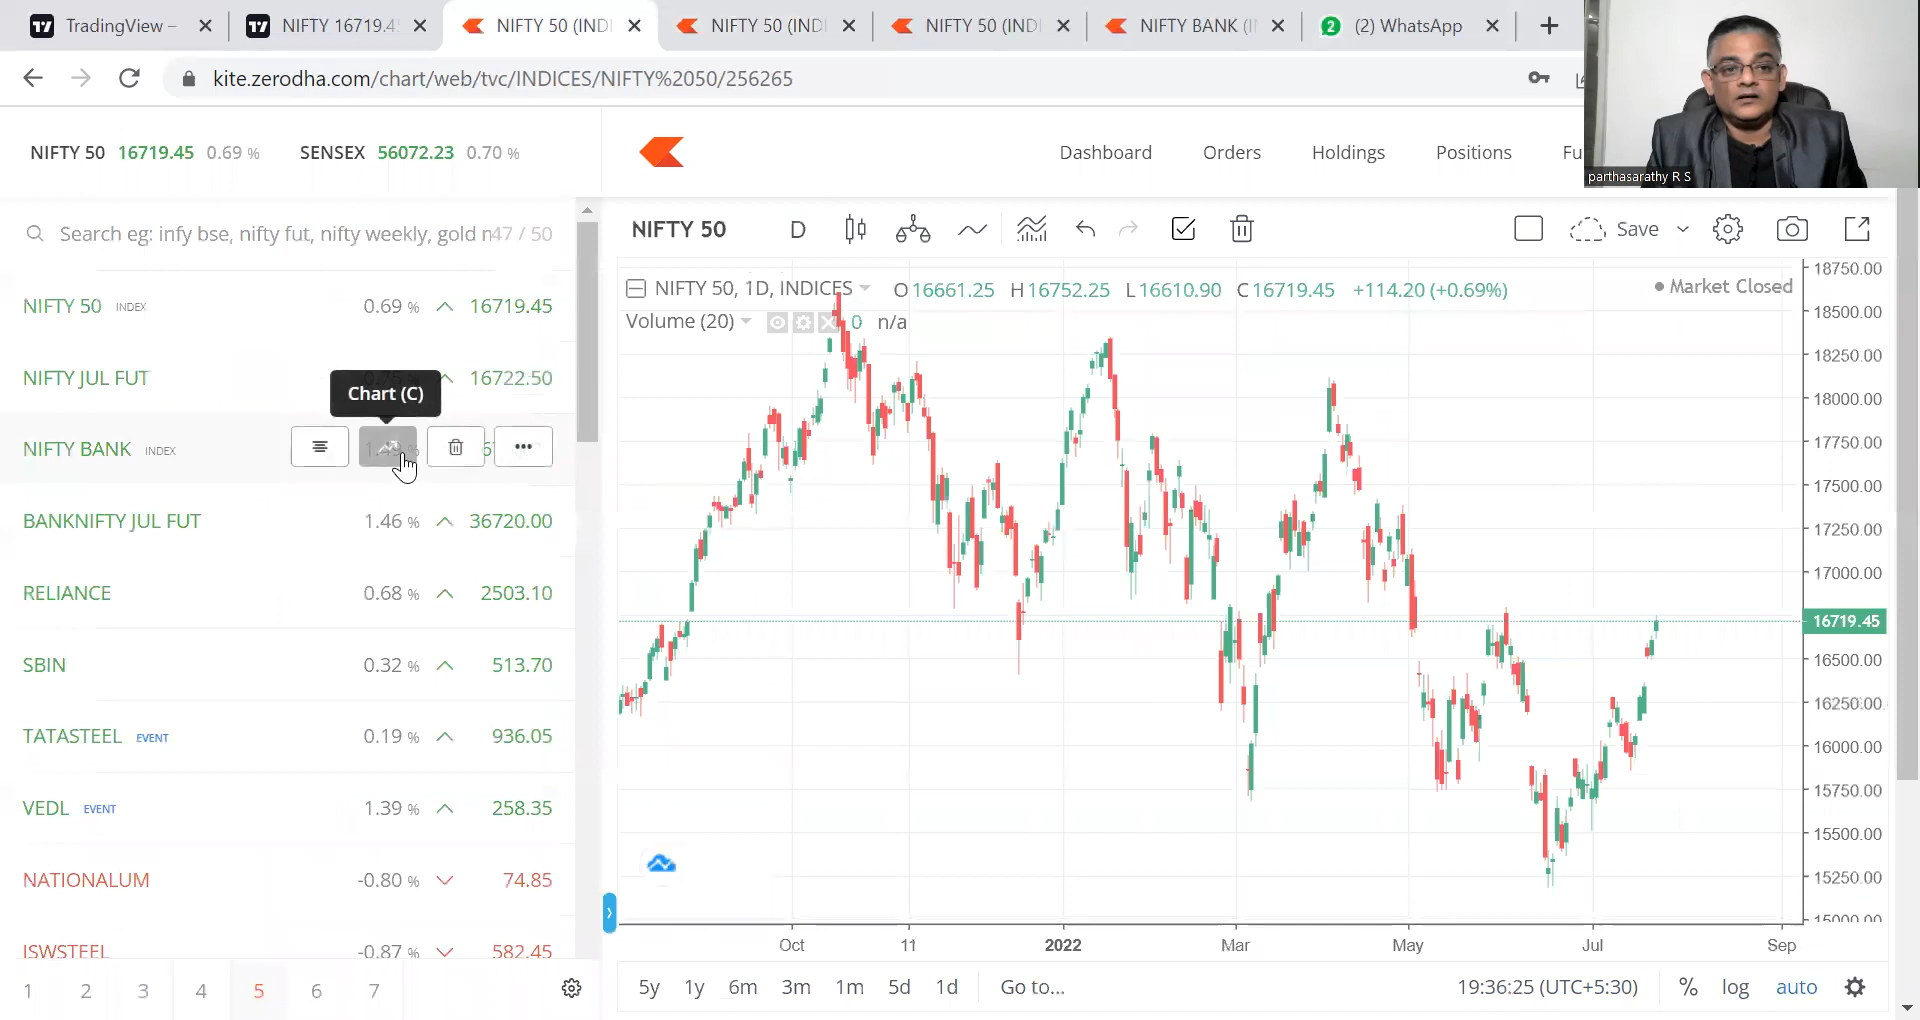 TradingView –
NIFTY 16719.4
NIFTY 50 (INDI
NIFTY 50 (INDI
NIFTY 50 (INDI
NIFTY BANK (I
2
(2) WhatsApp
kite.zerodha.com/chart/web/tvc/INDICES/NIFTY%2050/256265
parthasarathy R S
NIFTY 50 16719.45 0.69 %
SENSEX 56072.23 0.70 %
Dashboard
Orders
Holdings
Positions
Fu
Search eg: infy bse, nifty fut, nifty weekly, gold m
47 / 50
NIFTY 50 INDEX 0.69 % 16719.45
NIFTY JUL FUT 16722.50
Chart (C)
NIFTY BANK INDEX
BANKNIFTY JUL FUT 1.46 % 36720.00
RELIANCE 0.68 % 2503.10
SBIN 0.32 % 513.70
TATASTEEL EVENT 0.19 % 936.05
VEDL EVENT 1.39 % 258.35
NATIONALUM -0.80 % 74.85
JSWSTEEL -0.87 % 582.45
1 2 3 4 5 6 7
NIFTY 50
D
Save
NIFTY 50, 1D, INDICES
O16661.25 H16752.25 L16610.90 C16719.45 +114.20 (+0.69%)
Market Closed
Volume (20)
0 n/a
18750.00
18500.00
18250.00
18000.00
17750.00
17500.00
17250.00
17000.00
16719.45
16500.00
16250.00
16000.00
15750.00
15500.00
15250.00
15000.00
Oct
11
2022
Mar
May
Jul
Sep
5y 1y 6m 3m 1m 5d 1d
Go to...
19:36:25 (UTC+5:30)
%
log
auto